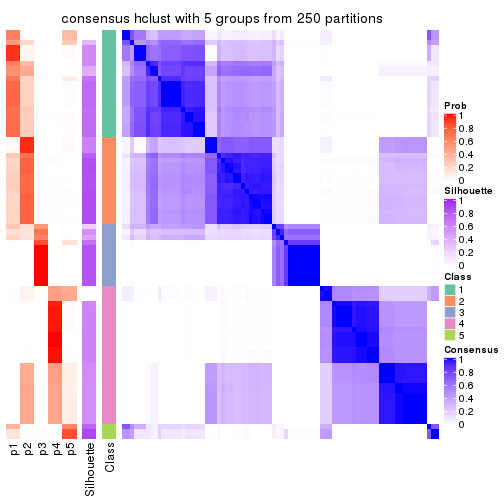 consensus hclust with 5 groups from 250 partitions
Prob
1
0.8
0.6
0.4
0.2
0
Silhouette
1
0.8
0.6
0.4
0.2
0
Class
1
2
3
4
5
Consensus
1
0.8
0.6
0.4
0.2
0
p1
p2
p3
p4
p5
Silhouette
Class